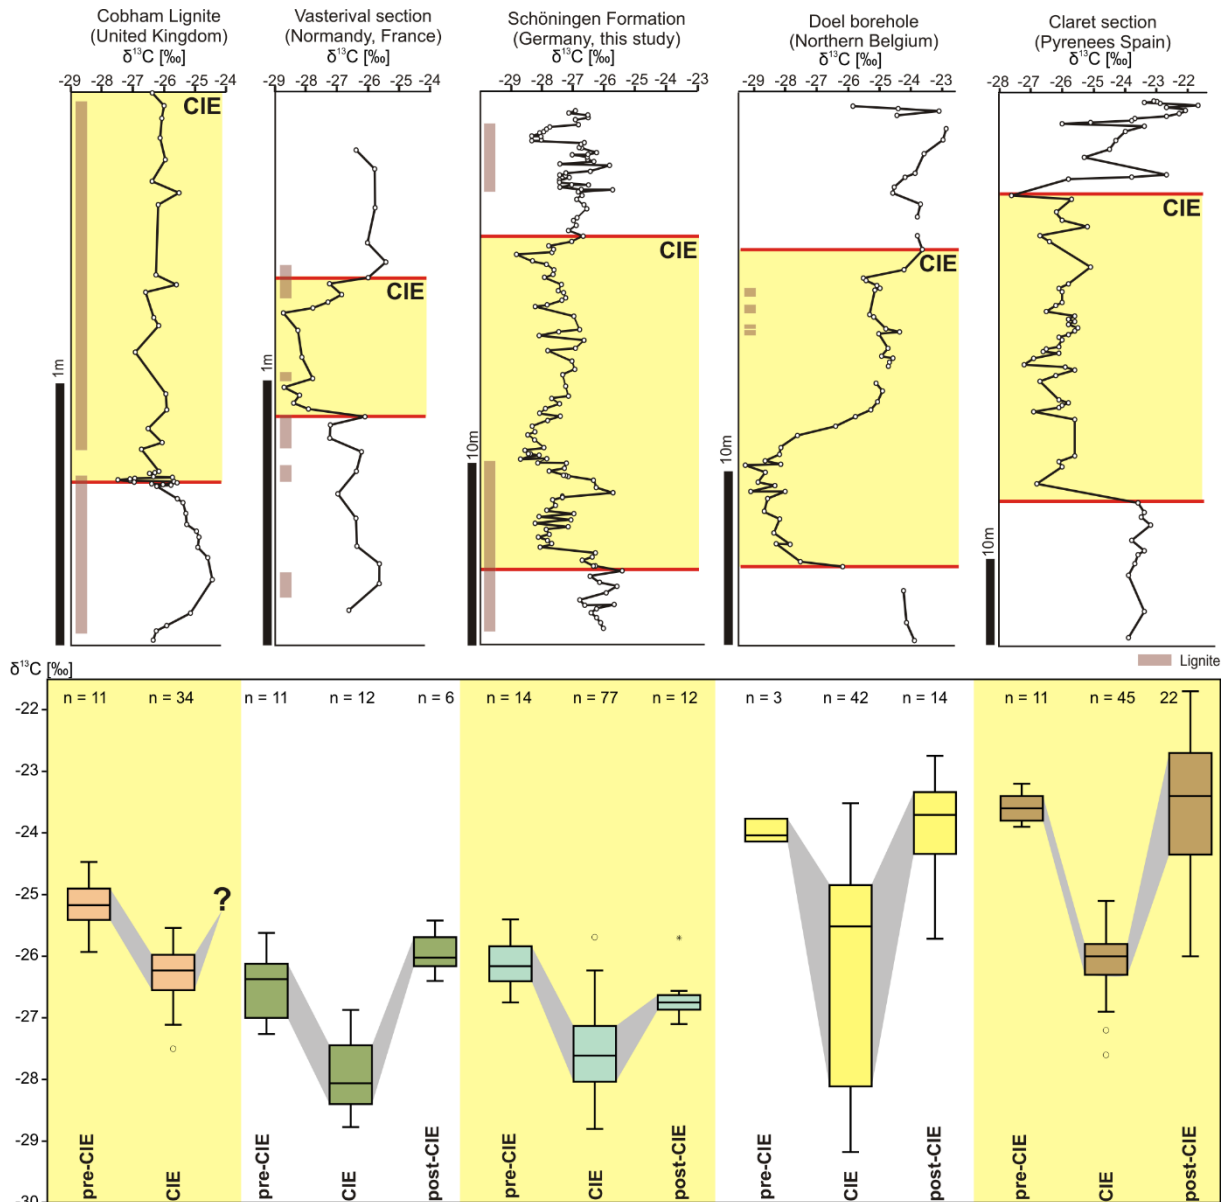 Cobham Lignite
(United Kingdom)
δ¹³C [‰]
-29 -28 -27 -26 -25 -24
CIE
1m
Vasterival section
(Normandy, France)
δ¹³C [‰]
-29 -28 -27 -26 -25 -24
CIE
1m
Schöningen Formation
(Germany, this study)
δ¹³C [‰]
-29 -28 -27 -26 -25 -24 -23
CIE
10m
Doel borehole
(Northern Belgium)
δ¹³C [‰]
-29 -28 -27 -26 -25 -24 -23
CIE
10m
Claret section
(Pyrenees Spain)
δ¹³C [‰]
-28 -27 -26 -25 -24 -23 -22
CIE
10m
Lignite
δ¹³C [‰]
n = 11 n = 34 n = 11 n = 12 n = 6 n = 14 n = 77 n = 12 n = 3 n = 42 n = 14 n = 11 n = 45 22
-22
-23
-24
-25
-26
-27
-28
-29
-30
?
*
pre-CIE CIE pre-CIE CIE post-CIE pre-CIE CIE post-CIE pre-CIE CIE post-CIE pre-CIE CIE post-CIE